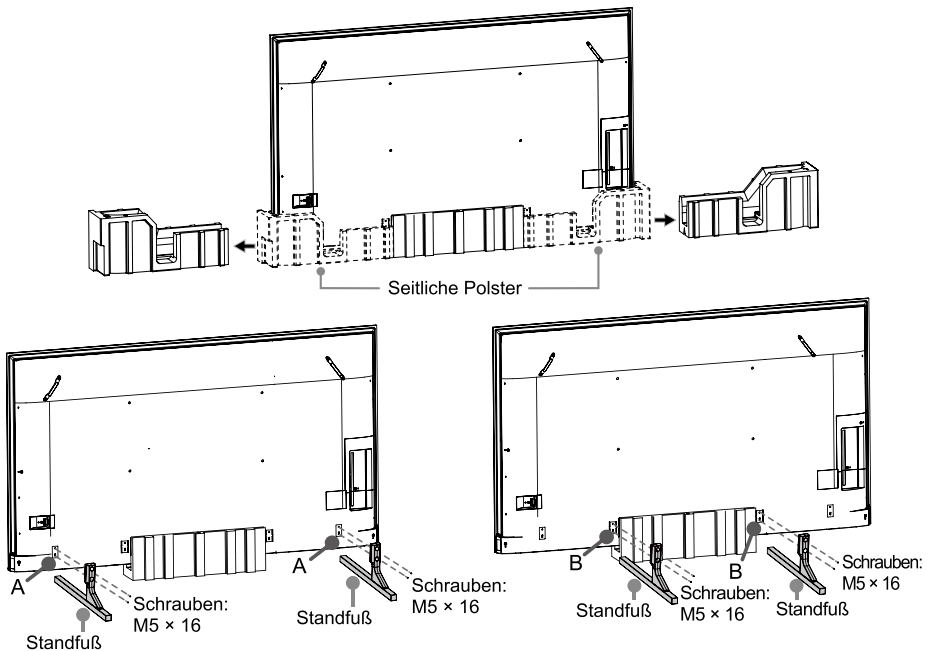 Seitliche Polster
A
A
Schrauben:
M5 × 16
Schrauben:
M5 × 16
Standfuß
Standfuß
B
B
Schrauben:
M5 × 16
Schrauben:
M5 × 16
Standfuß
Standfuß